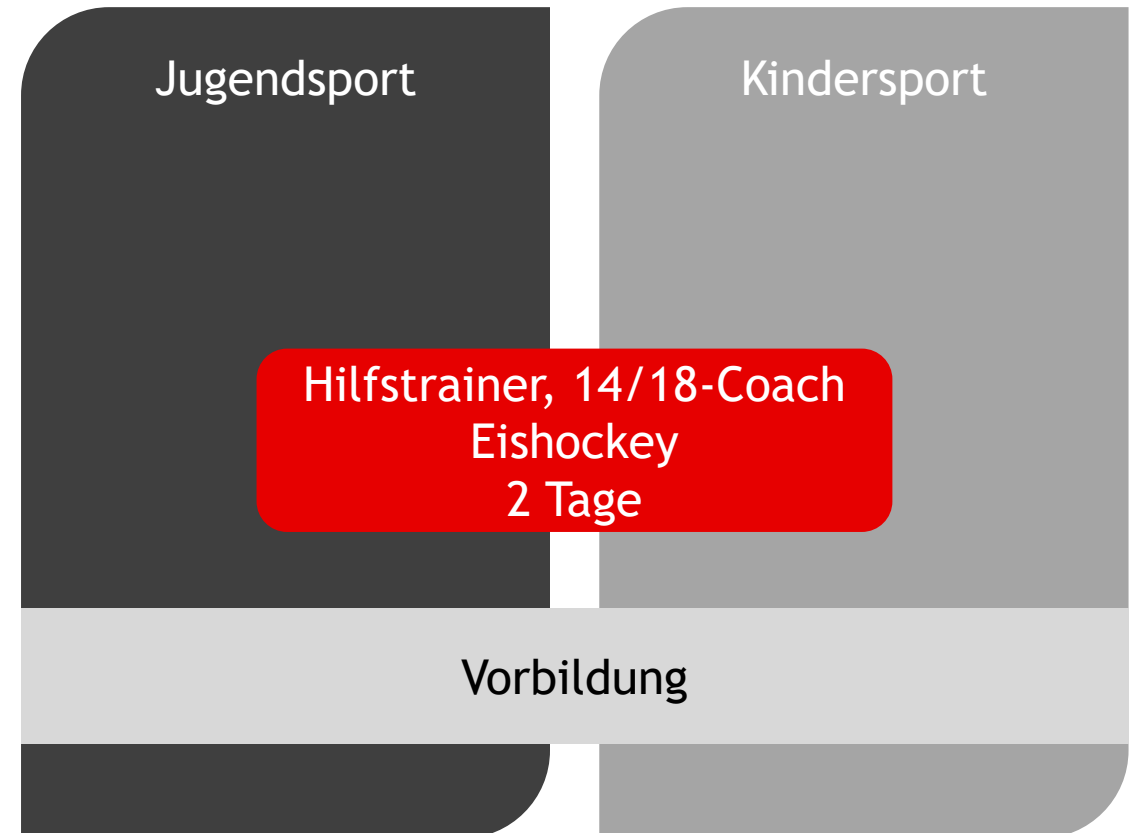 Jugendsport
Kindersport
Hilfstrainer, 14/18-Coach
Eishockey
2 Tage
Vorbildung